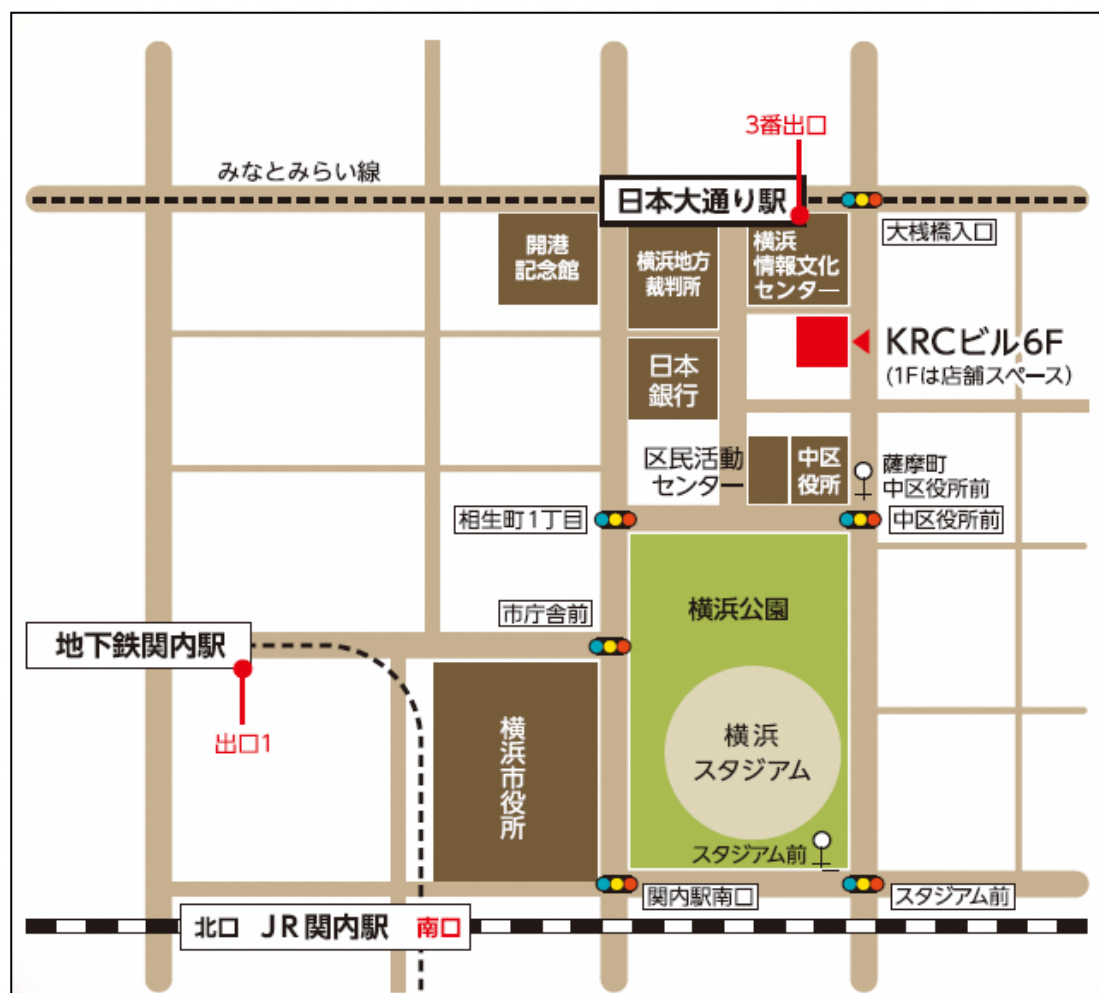 3番出口
みなとみらい線
日本大通り駅
大桟橋入口
開港
記念館
横浜地方
裁判所
横浜
情報文化
センター
KRCビル6F
(1Fは店舗スペース)
日本
銀行
区民活動
センター
中区
役所
薩摩町
中区役所前
相生町1丁目
中区役所前
市庁舎前
横浜公園
地下鉄関内駅
出口1
横浜市役所
横浜
スタジアム
スタジアム前
関内駅南口
スタジアム前
北口 JR関内駅 南口